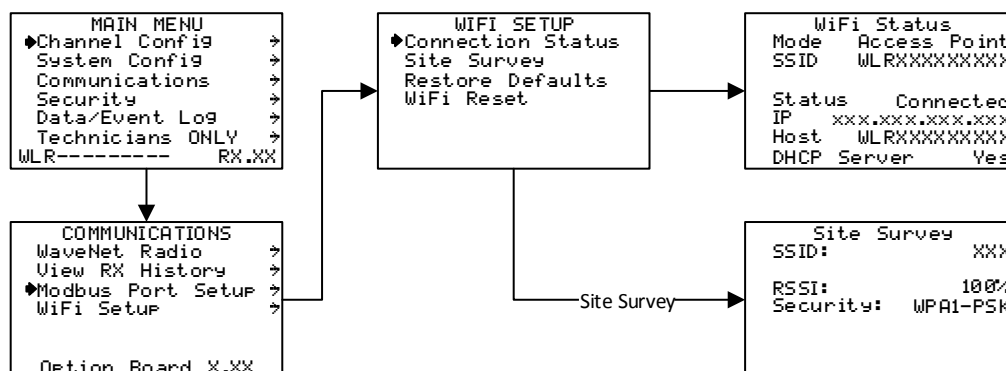 MAIN MENU
Channel Config
System Config
Communications
Security
Data/Event Log
Technicians ONLY
WLR--------- RX.XX
COMMUNICATIONS
WaveNet Radio
View RX History
Modbus Port Setup
WiFi Setup
Option Board X.XX
WIFI SETUP
Connection Status
Site Survey
Restore Defaults
WiFi Reset
WiFi Status
Mode Access Point
SSID WLRXXXXXXXXX
Status Connected
IP xxx.xxx.xxx.xxx
Host WLRXXXXXXXXX
DHCP Server Yes
Site Survey
Site Survey
SSID: XXX
RSSI: 100%
Security: WPA1-PSK